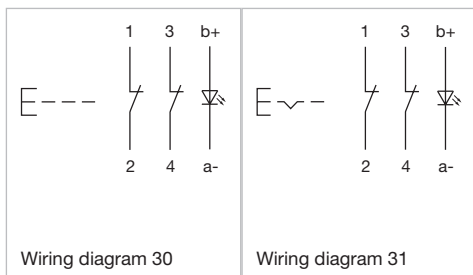 1 3 b+
2 4 a-
Wiring diagram 30
1 3 b+
2 4 a-
Wiring diagram 31